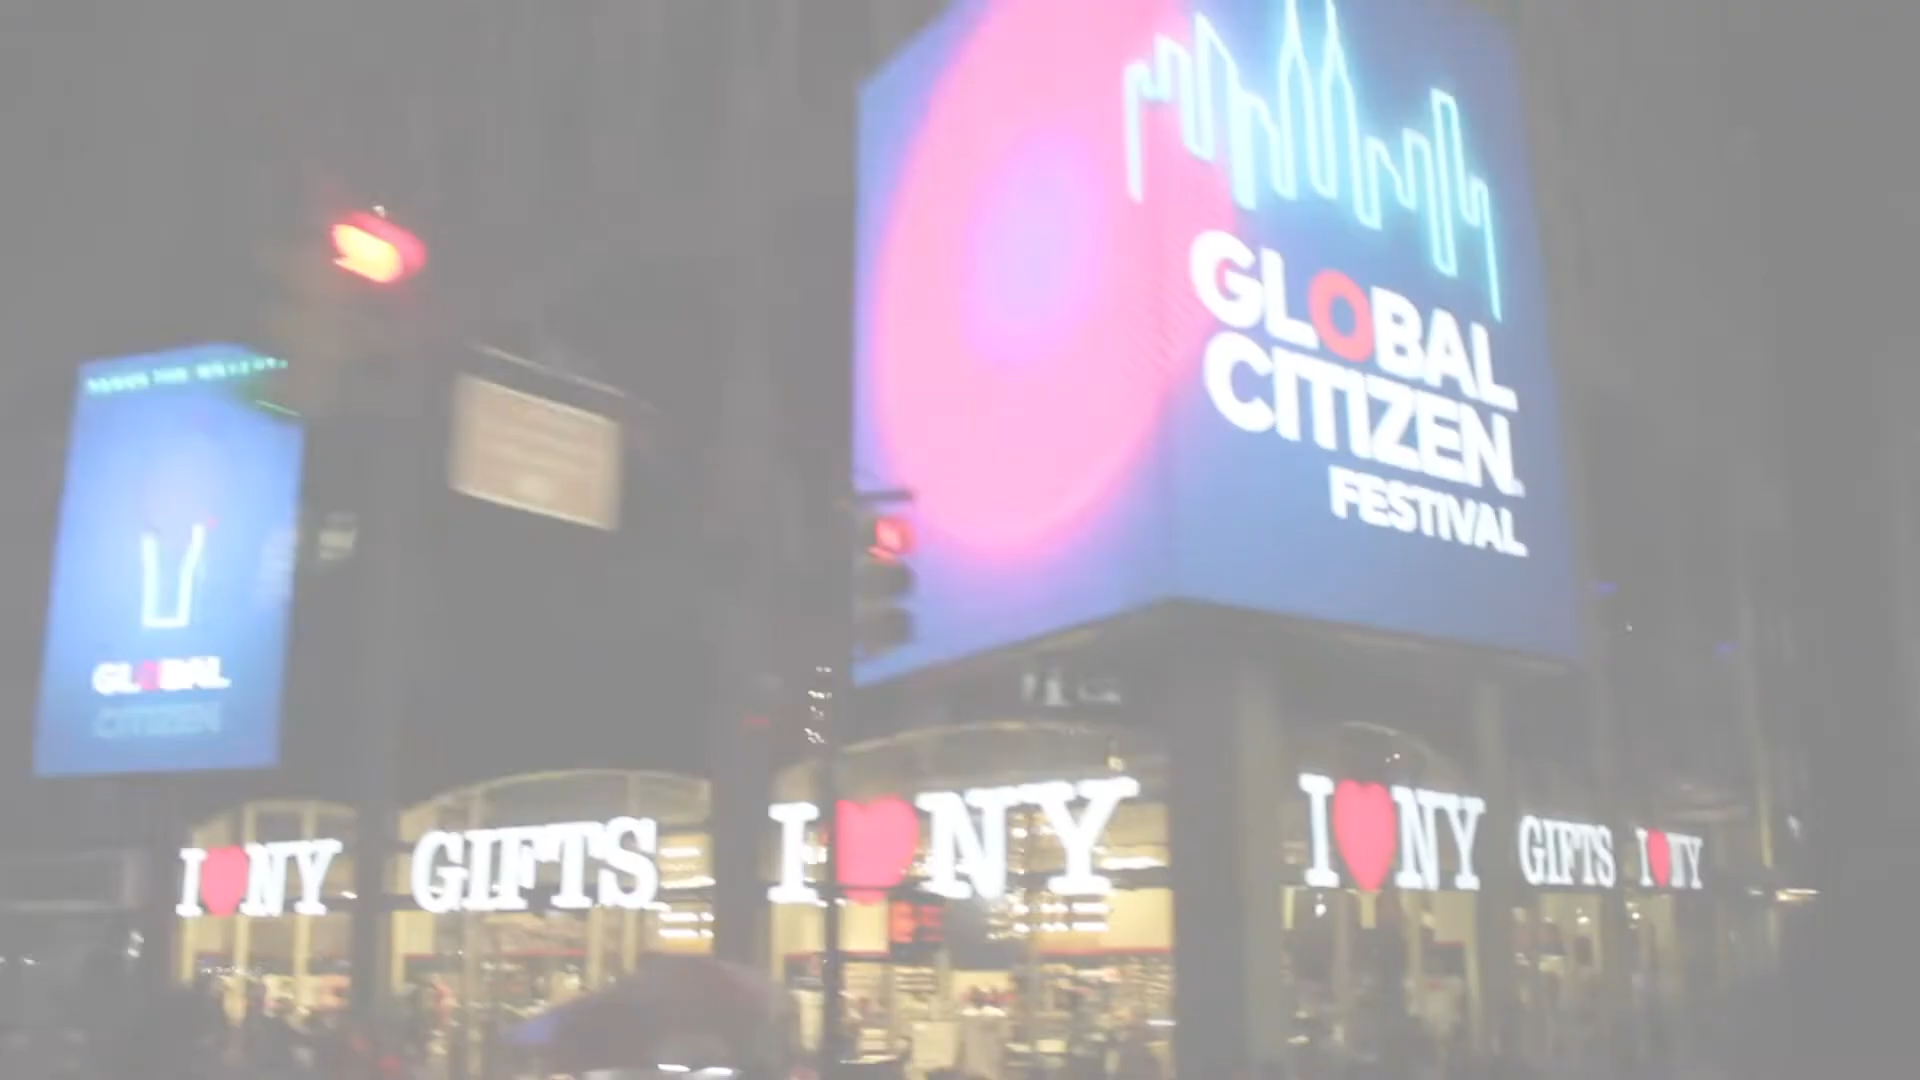 GLOBAL
CITIZEN
FESTIVAL
GLOBAL
CITIZEN
I NY
GIFTS
I NY
I NY
GIFTS
I NY